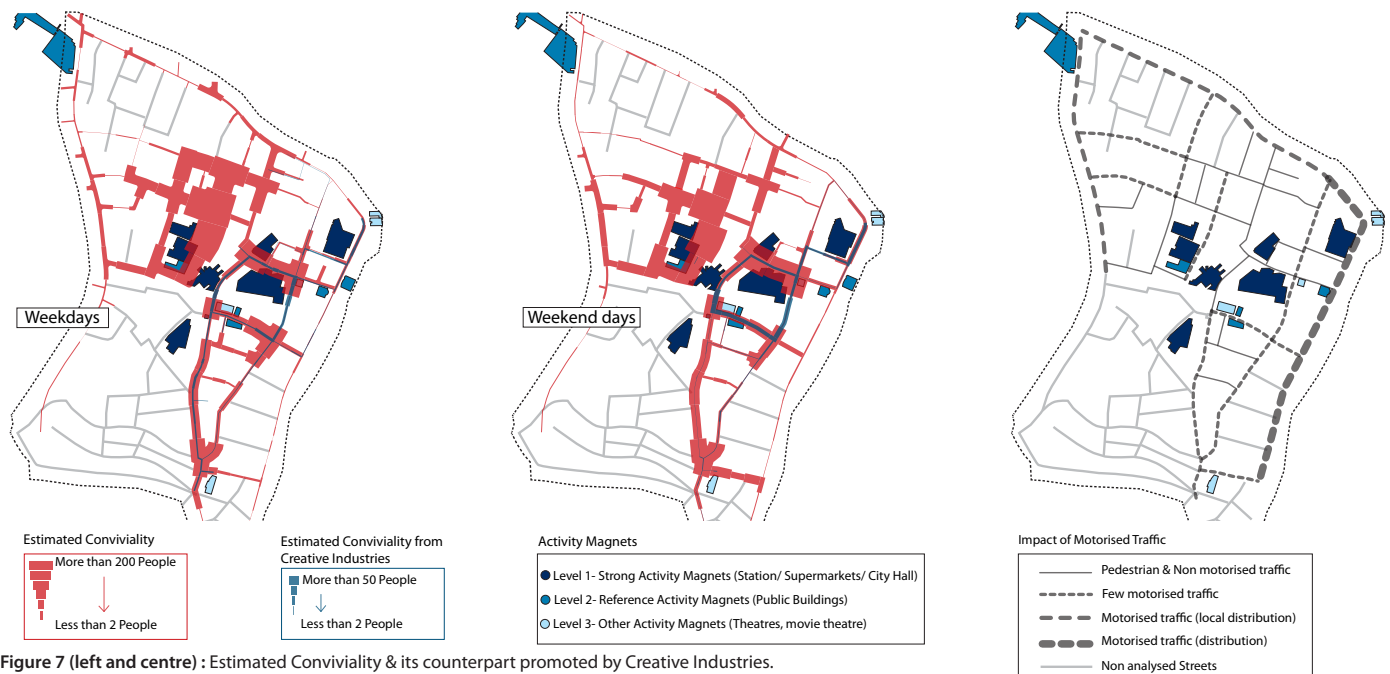 Weekdays
Weekend days
Estimated Conviviality
More than 200 People
Less than 2 People
Estimated Conviviality from
Creative Industries
More than 50 People
Less than 2 People
Activity Magnets
Level 1- Strong Activity Magnets (Station/ Supermarkets/ City Hall)
Level 2- Reference Activity Magnets (Public Buildings)
Level 3- Other Activity Magnets (Theatres, movie theatre)
Impact of Motorised Traffic
Pedestrian & Non motorised traffic
Few motorised traffic
Motorised traffic (local distribution)
Motorised traffic (distribution)
Non analysed Streets
Figure 7 (left and centre) : Estimated Conviviality & its counterpart promoted by Creative Industries.